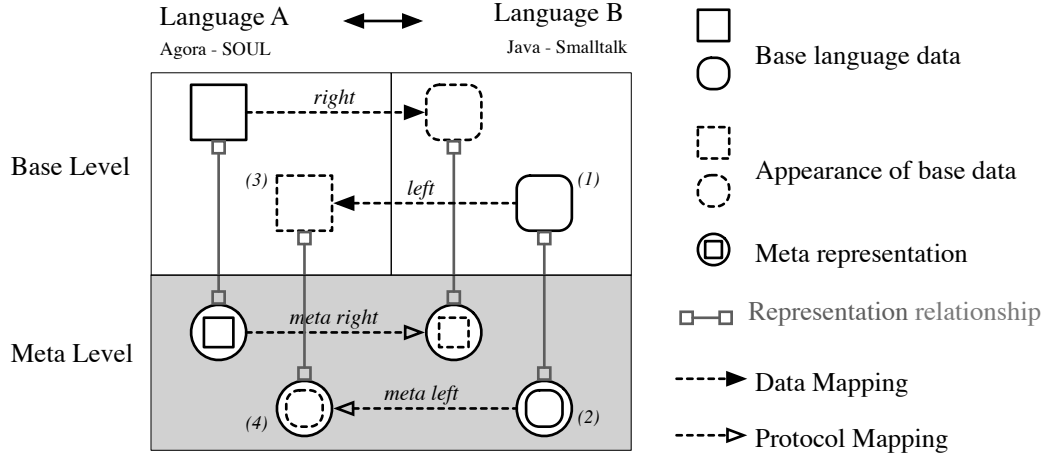 Language A
Language B
Agora - SOUL
Java - Smalltalk
Base Level
right
(3)
left
(1)
Meta Level
meta right
meta left
(4)
(2)
Base language data
Appearance of base data
Meta representation
Representation relationship
Data Mapping
Protocol Mapping